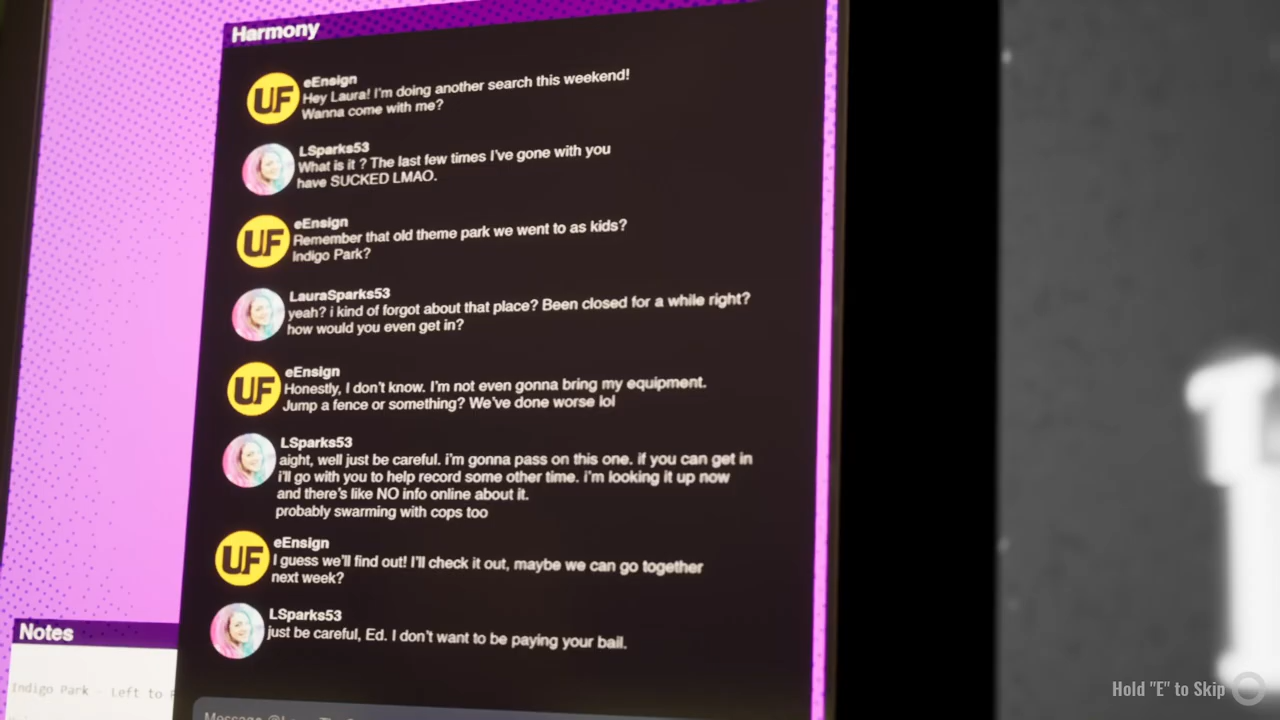 Harmony
UF
eEnsign
Hey Laura! I'm doing another search this weekend!
Wanna come with me?
LSparks53
What is it ? The last few times I've gone with you
have SUCKED LMAO.
UF
eEnsign
Remember that old theme park we went to as kids?
Indigo Park?
LauraSparks53
yeah? i kind of forgot about that place? Been closed for a while right?
how would you even get in?
UF
eEnsign
Honestly, I don't know. I'm not even gonna bring my equipment.
Jump a fence or something? We've done worse lol
LSparks53
aight, well just be careful. i'm gonna pass on this one. if you can get in
i'll go with you to help record some other time. i'm looking it up now
and there's like NO info online about it.
probably swarming with cops too
UF
eEnsign
I guess we'll find out! I'll check it out, maybe we can go together
next week?
LSparks53
just be careful, Ed. I don't want to be paying your bail.
Notes
Indigo Park - Left to
Message
Hold "E" to Skip